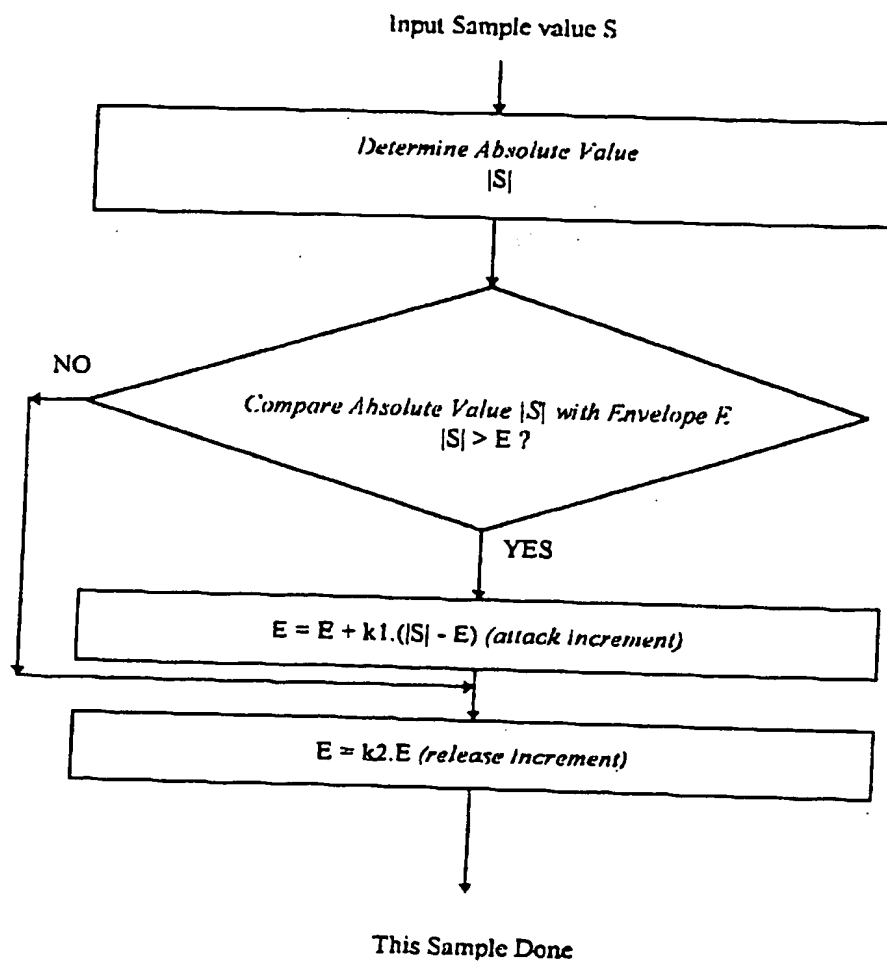 Input Sample value S
Determine Absolute Value
|S|
NO
Compare Absolute Value |S| with Envelope E
|S| > E ?
YES
E = E + k1.(|S| - E) (attack increment)
E = k2.E (release increment)
This Sample Done